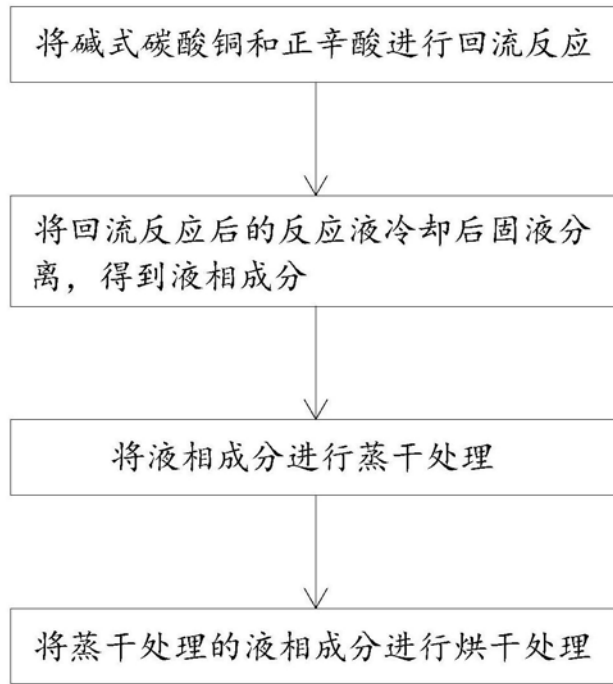 将碱式碳酸铜和正辛酸进行回流反应
将回流反应后的反应液冷却后固液分
离，得到液相成分
将液相成分进行蒸干处理
将蒸干处理的液相成分进行烘干处理